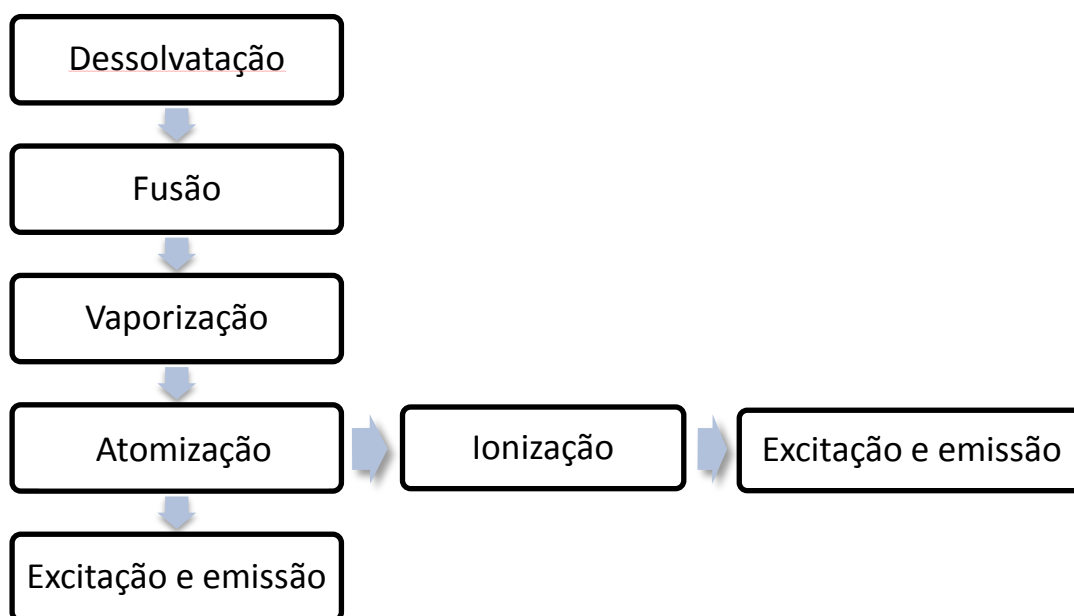 Dessolvatação
Fusão
Vaporização
Atomização
Ionização
Excitação e emissão
Excitação e emissão